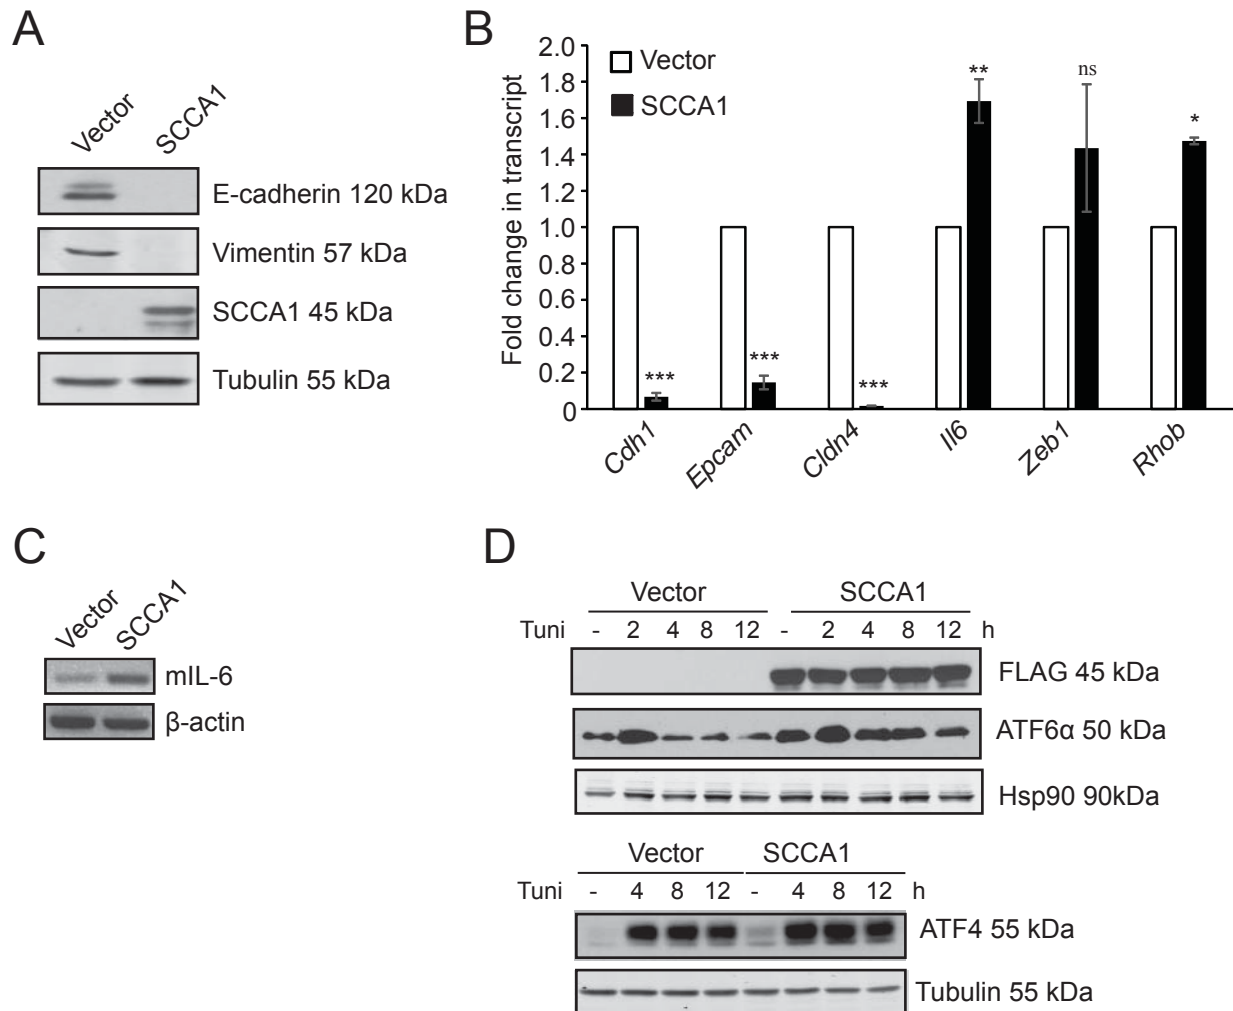 A
Vector SCCA1
E-cadherin 120 kDa
Vimentin 57 kDa
SCCA1 45 kDa
Tubulin 55 kDa
B
Fold change in transcript
2.0
1.8
1.6
1.4
1.2
1.0
0.8
0.6
0.4
0.2
0
Vector
SCCA1
*** *** *** ** ns *
Cdh1 Epcam Cldn4 Il6 Zeb1 Rhob
C
Vector SCCA1
mIL-6
β-actin
D
Vector SCCA1
Tuni - 2 4 8 12 - 2 4 8 12 h
FLAG 45 kDa
ATF6α 50 kDa
Hsp90 90kDa
Vector SCCA1
Tuni - 4 8 12 - 4 8 12 h
ATF4 55 kDa
Tubulin 55 kDa